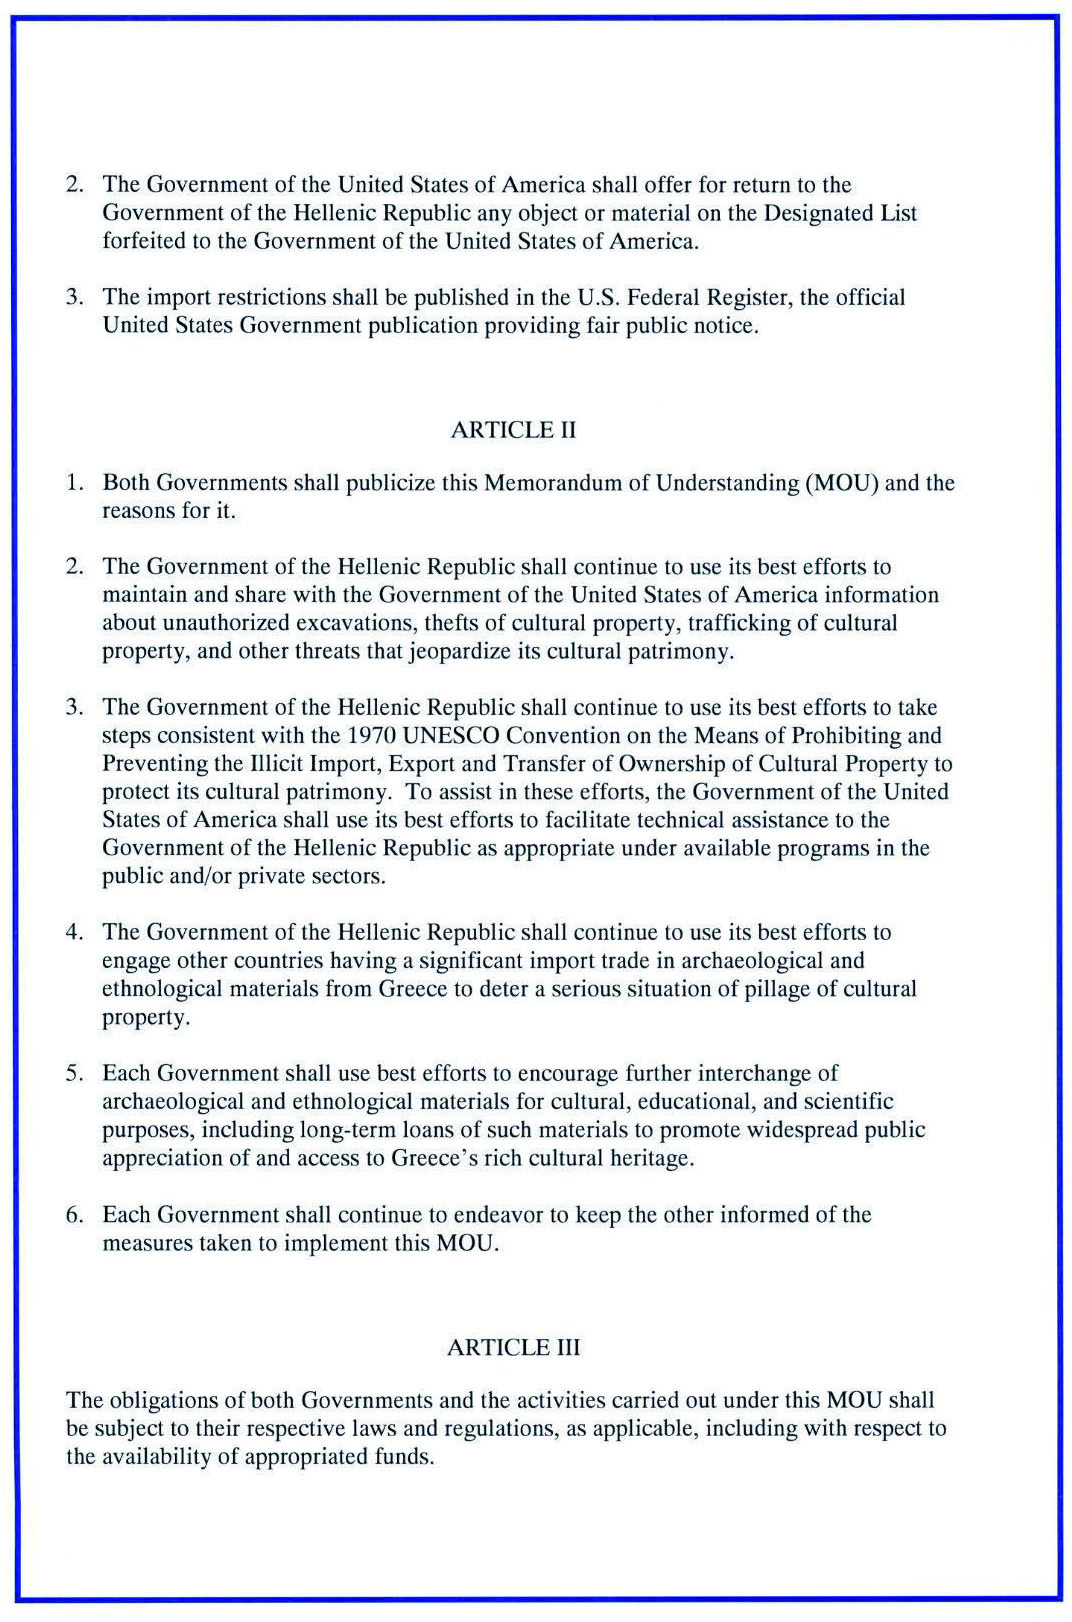 2. The Government of the United States of America shall offer for return to the
Government of the Hellenic Republic any object or material on the Designated List
forfeited to the Government of the United States of America.
3. The import restrictions shall be published in the U.S. Federal Register, the official
United States Government publication providing fair public notice.
ARTICLE II
1. Both Governments shall publicize this Memorandum of Understanding (MOU) and the
reasons for it.
2. The Government of the Hellenic Republic shall continue to use its best efforts to
maintain and share with the Government of the United States of America information
about unauthorized excavations, thefts of cultural property, trafficking of cultural
property, and other threats that jeopardize its cultural patrimony.
3. The Government of the Hellenic Republic shall continue to use its best efforts to take
steps consistent with the 1970 UNESCO Convention on the Means of Prohibiting and
Preventing the Illicit Import, Export and Transfer of Ownership of Cultural Property to
protect its cultural patrimony. To assist in these efforts, the Government of the United
States of America shall use its best efforts to facilitate technical assistance to the
Government of the Hellenic Republic as appropriate under available programs in the
public and/or private sectors.
4. The Government of the Hellenic Republic shall continue to use its best efforts to
engage other countries having a significant import trade in archaeological and
ethnological materials from Greece to deter a serious situation of pillage of cultural
property.
5. Each Government shall use best efforts to encourage further interchange of
archaeological and ethnological materials for cultural, educational, and scientific
purposes, including long-term loans of such materials to promote widespread public
appreciation of and access to Greece's rich cultural heritage.
6. Each Government shall continue to endeavor to keep the other informed of the
measures taken to implement this MOU.
ARTICLE III
The obligations of both Governments and the activities carried out under this MOU shall
be subject to their respective laws and regulations, as applicable, including with respect to
the availability of appropriated funds.